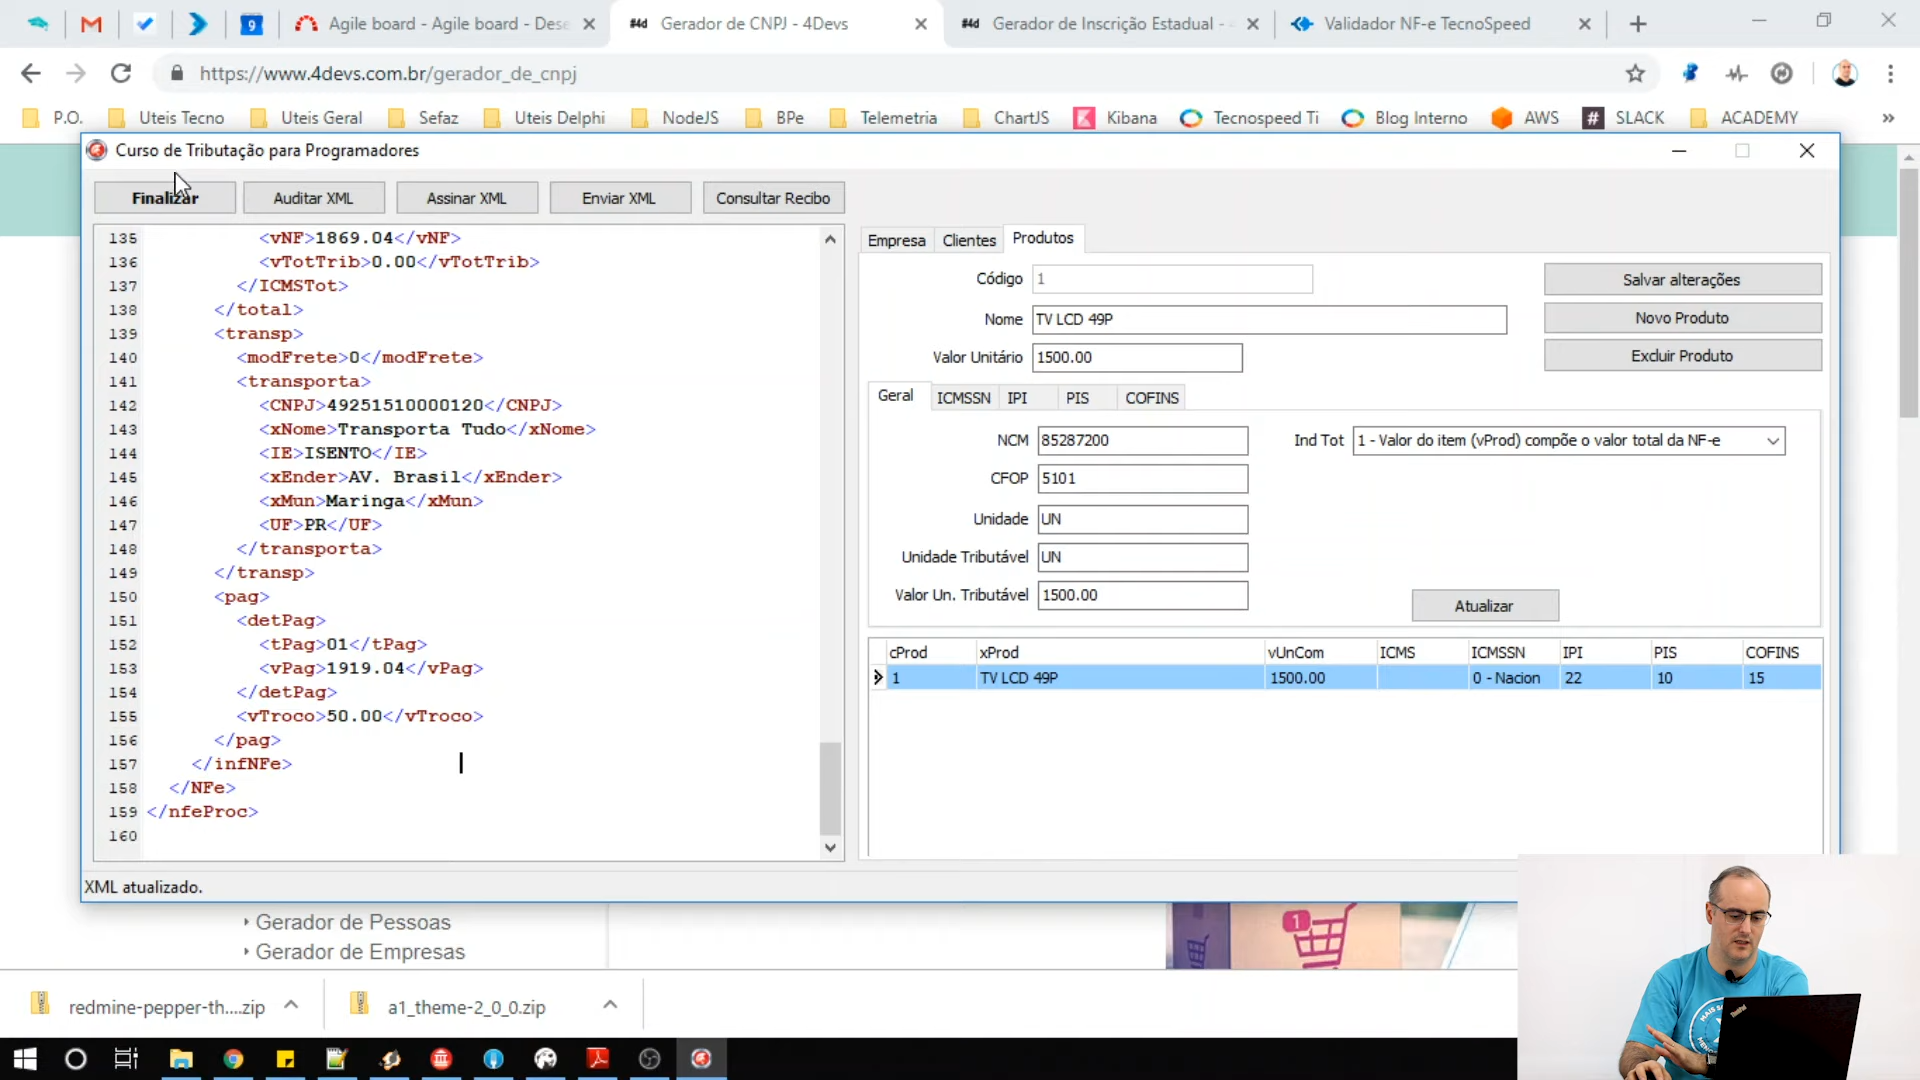 9
Agile board - Agile board - Dese
#4d Gerador de CNPJ - 4Devs
#4d Gerador de Inscrição Estadual -
Validador NF-e TecnoSpeed
https://www.4devs.com.br/gerador_de_cnpj
P.O.
Uteis Tecno
Uteis Geral
Sefaz
Uteis Delphi
NodeJS
BPe
Telemetria
ChartJS
Kibana
Tecnospeed Ti
Blog Interno
AWS
# SLACK
ACADEMY
»
Curso de Tributação para Programadores
Finalizar
Auditar XML
Assinar XML
Enviar XML
Consultar Recibo
135 <vNF>1869.04</vNF>
136 <vTotTrib>0.00</vTotTrib>
137 </ICMSTot>
138 </total>
139 <transp>
140 <modFrete>0</modFrete>
141 <transporta>
142 <CNPJ>49251510000120</CNPJ>
143 <xNome>Transporta Tudo</xNome>
144 <IE>ISENTO</IE>
145 <xEnder>AV. Brasil</xEnder>
146 <xMun>Maringa</xMun>
147 <UF>PR</UF>
148 </transporta>
149 </transp>
150 <pag>
151 <detPag>
152 <tPag>01</tPag>
153 <vPag>1919.04</vPag>
154 </detPag>
155 <vTroco>50.00</vTroco>
156 </pag>
157 </infNFe>
158 </NFe>
159 </nfeProc>
160
XML atualizado.
Empresa
Clientes
Produtos
Código 1
Nome TV LCD 49P
Valor Unitário 1500.00
Salvar alterações
Novo Produto
Excluir Produto
Geral
ICMSSN
IPI
PIS
COFINS
NCM 85287200
Ind Tot 1 - Valor do item (vProd) compõe o valor total da NF-e
CFOP 5101
Unidade UN
Unidade Tributável UN
Valor Un. Tributável 1500.00
Atualizar
cProd xProd vUnCom ICMS ICMSSN IPI PIS COFINS
1 TV LCD 49P 1500.00 0 - Nacion 22 10 15
Gerador de Pessoas
Gerador de Empresas
1
redmine-pepper-th....zip
a1_theme-2_0_0.zip